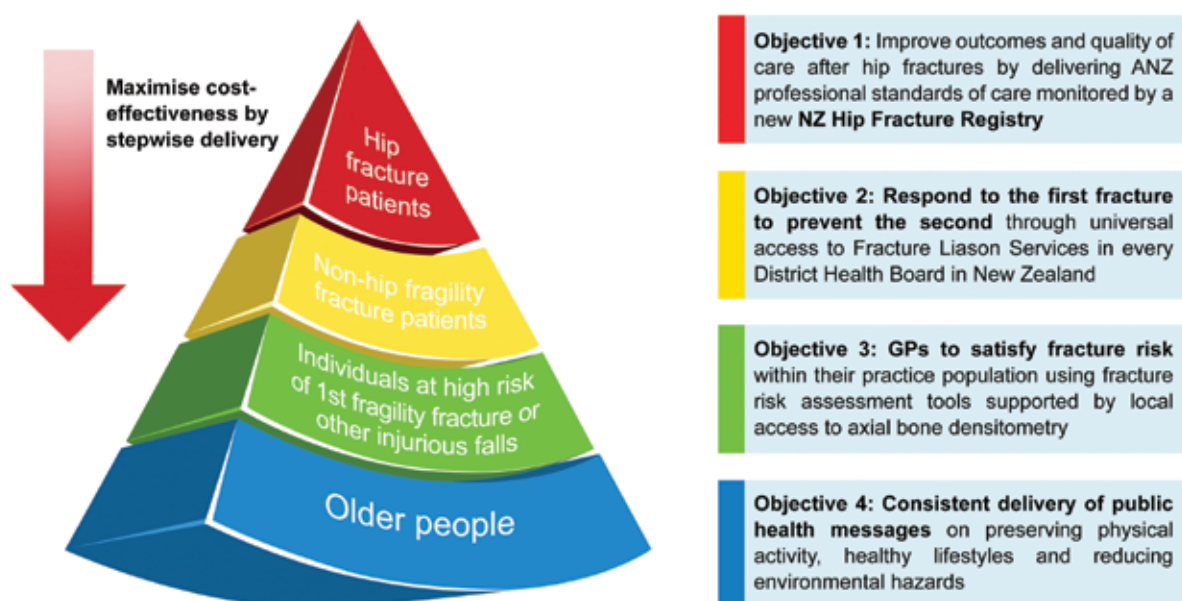 Maximise cost-
effectiveness by
stepwise delivery
Hip
fracture
patients
Non-hip fragility
fracture patients
Individuals at high risk
of 1st fragility fracture or
other injurious falls
Older people
Objective 1: Improve outcomes and quality of
care after hip fractures by delivering ANZ
professional standards of care monitored by a
new NZ Hip Fracture Registry
Objective 2: Respond to the first fracture
to prevent the second through universal
access to Fracture Liason Services in every
District Health Board in New Zealand
Objective 3: GPs to satisfy fracture risk
within their practice population using fracture
risk assessment tools supported by local
access to axial bone densitometry
Objective 4: Consistent delivery of public
health messages on preserving physical
activity, healthy lifestyles and reducing
environmental hazards